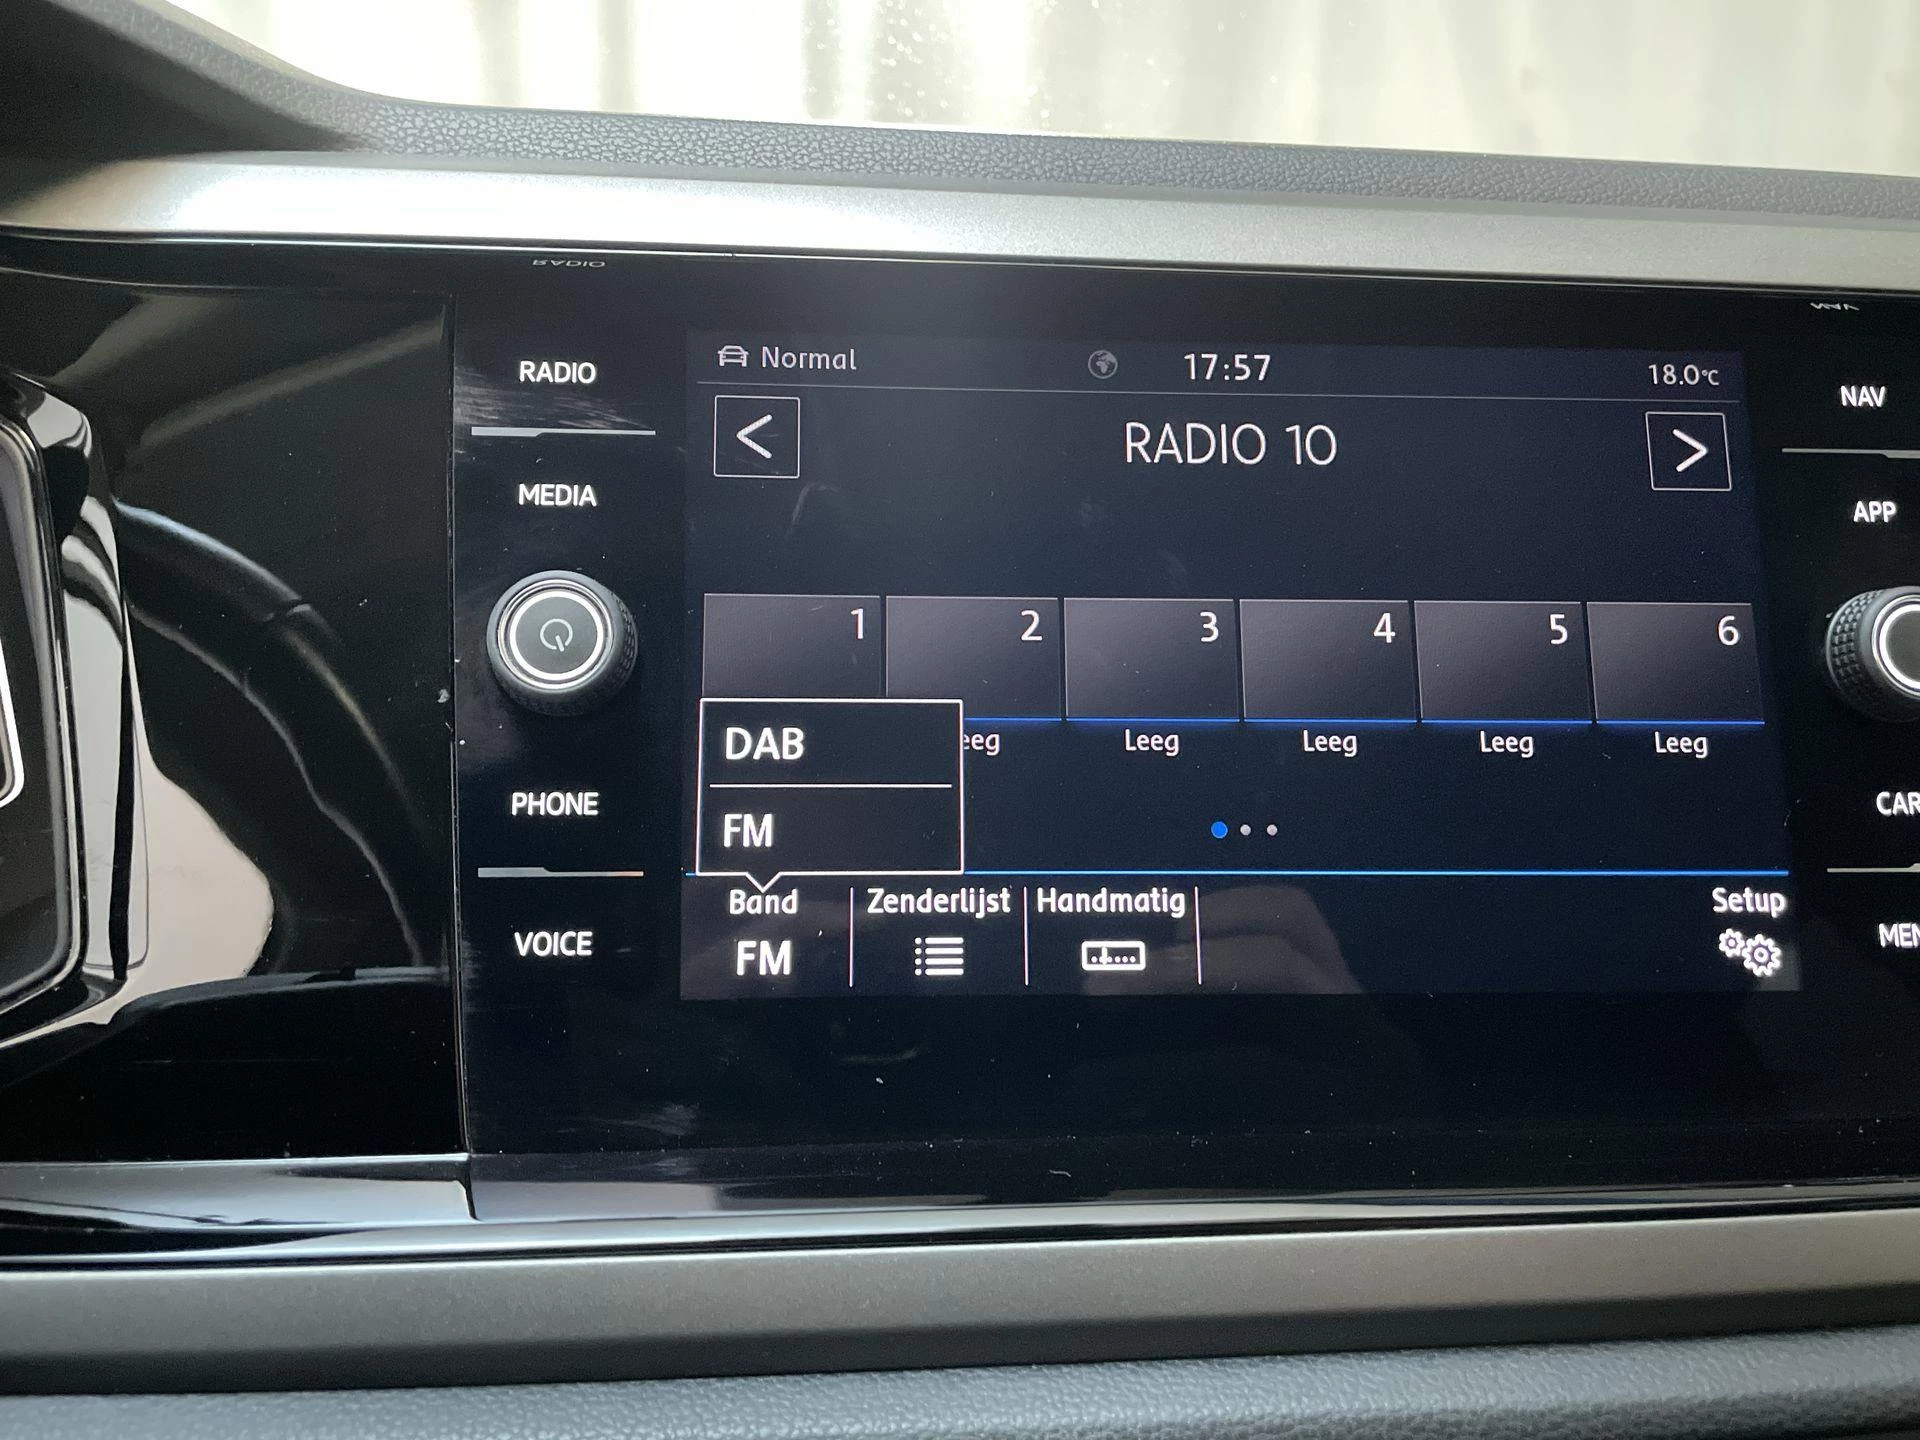 RADIO
MEDIA
PHONE
VOICE
Normal
17:57
18.0°C
<
RADIO 10
>
1
2
3
4
5
6
Leeg
Leeg
Leeg
Leeg
DAB
FM
Band
FM
Zenderlijst
Handmatig
Setup
NAV
APP
CAR